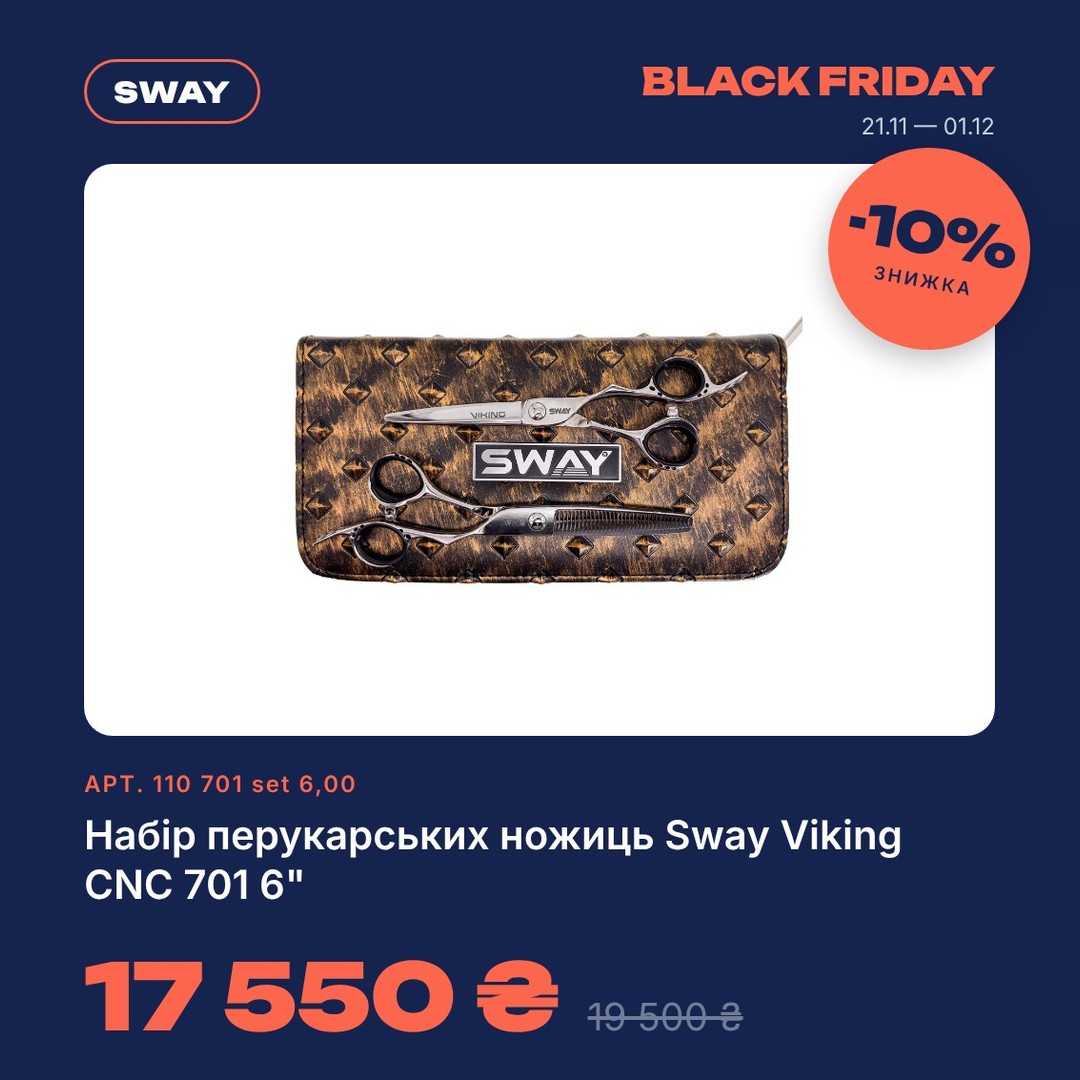 SWAY
BLACK FRIDAY
21.11 — 01.12
-10%
ЗНИЖКА
VIKING
SWAY
SWAY
АРТ. 110 701 set 6,00
Набір перукарських ножиць Sway Viking
CNC 701 6"
17 550 ₴
19 500 ₴